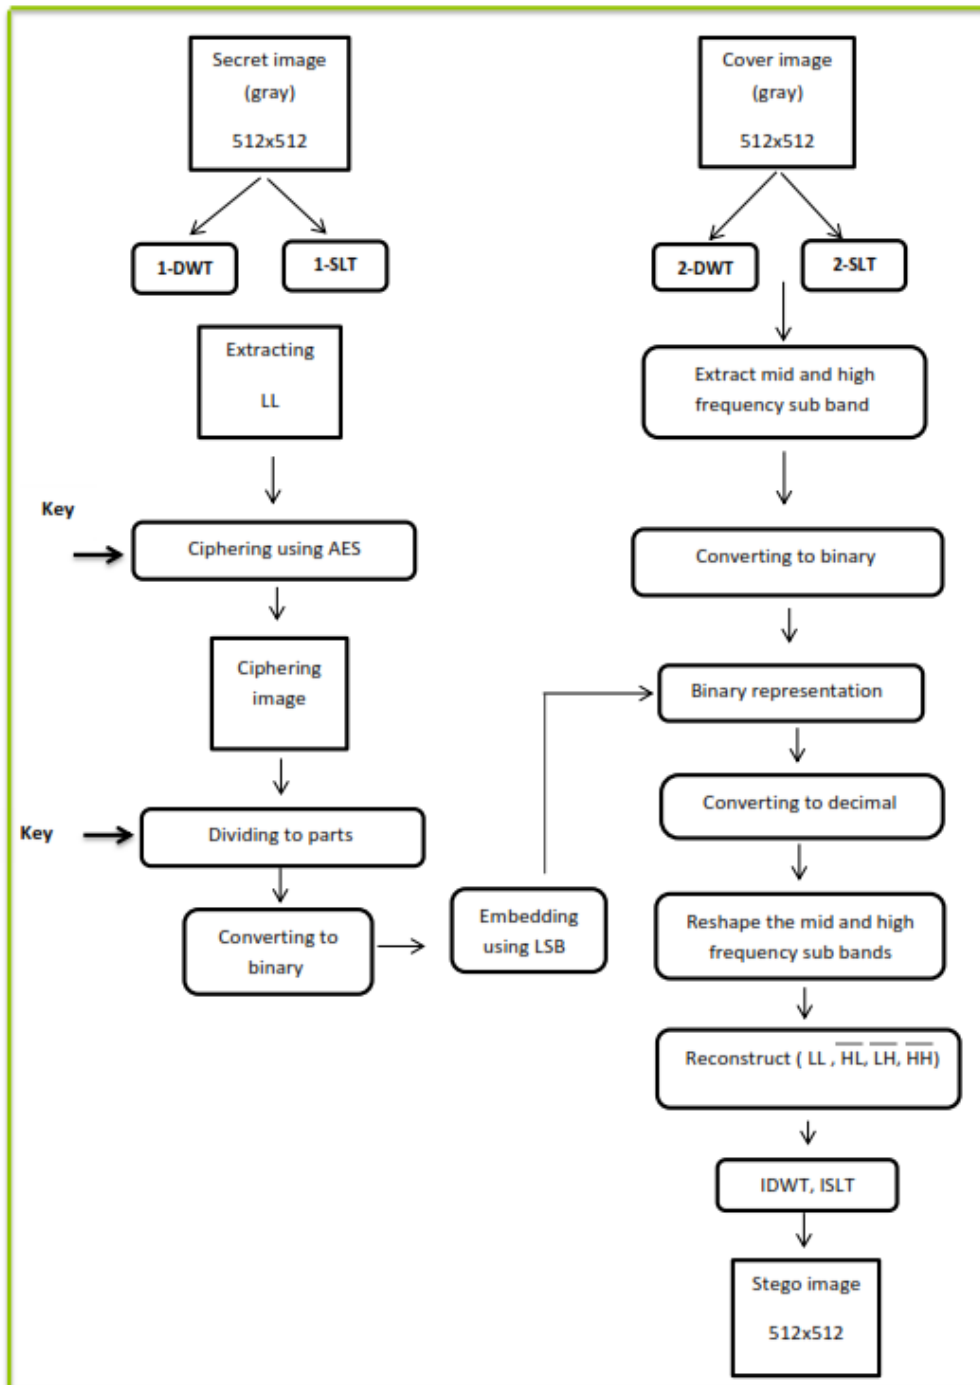 Secret image
(gray)
512x512
1-DWT
1-SLT
Extracting
LL
Key
Ciphering using AES
Ciphering
image
Key
Dividing to parts
Converting to
binary
Embedding
using LSB
Cover image
(gray)
512x512
2-DWT
2-SLT
Extract mid and high
frequency sub band
Converting to binary
Binary representation
Converting to decimal
Reshape the mid and high
frequency sub bands
Reconstruct ( LL , H̅L̅, L̅H̅, H̅H̅)
IDWT, ISLT
Stego image
512x512